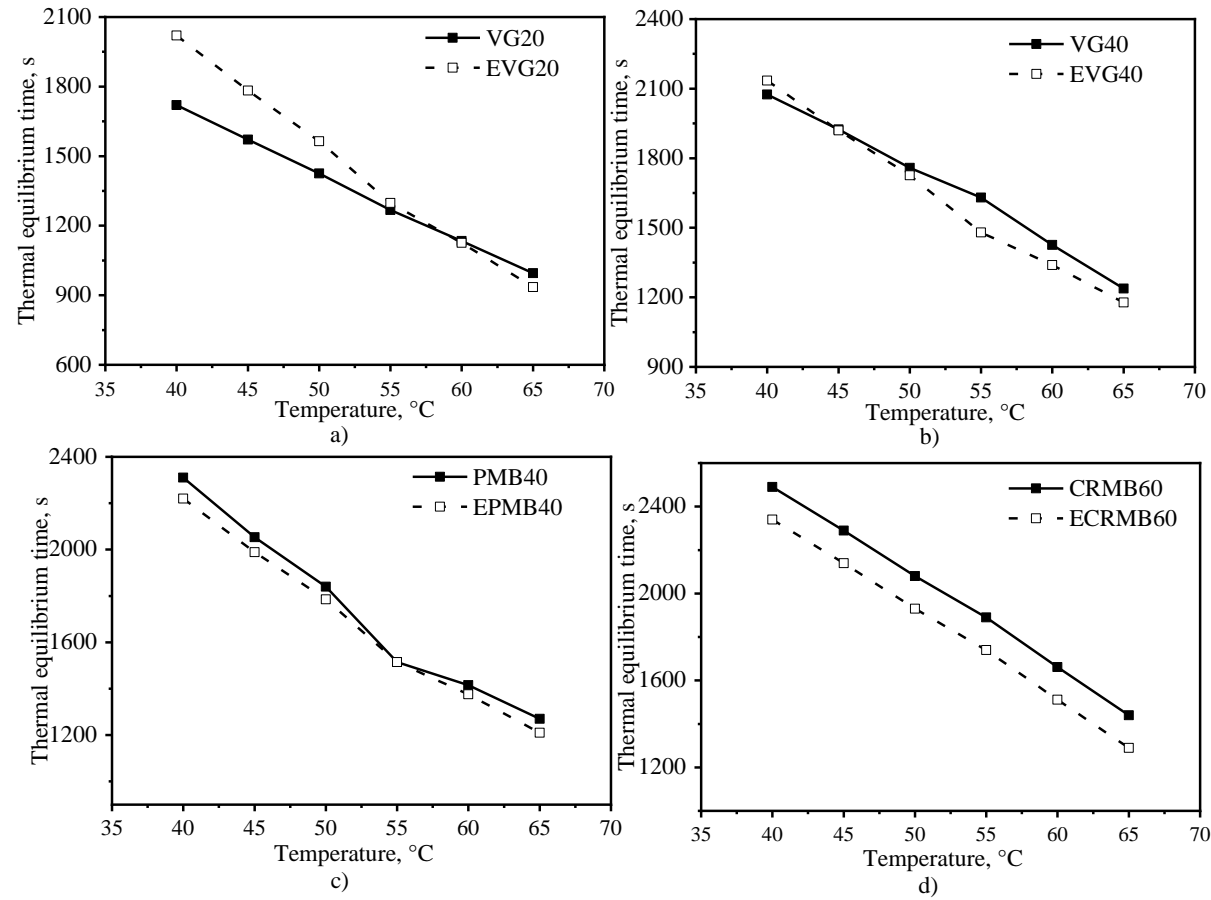 2100
1800
1500
1200
900
600
Thermal equilibrium time, s
VG20
EVG20
35 40 45 50 55 60 65 70
Temperature, °C
a)
2400
2100
1800
1500
1200
900
Thermal equilibrium time, s
VG40
EVG40
35 40 45 50 55 60 65 70
Temperature, °C
b)
2400
2000
1600
1200
Thermal equilibrium time, s
PMB40
EPMB40
35 40 45 50 55 60 65 70
Temperature, °C
c)
2400
2000
1600
1200
Thermal equilibrium time, s
CRMB60
ECRMB60
35 40 45 50 55 60 65 70
Temperature, °C
d)